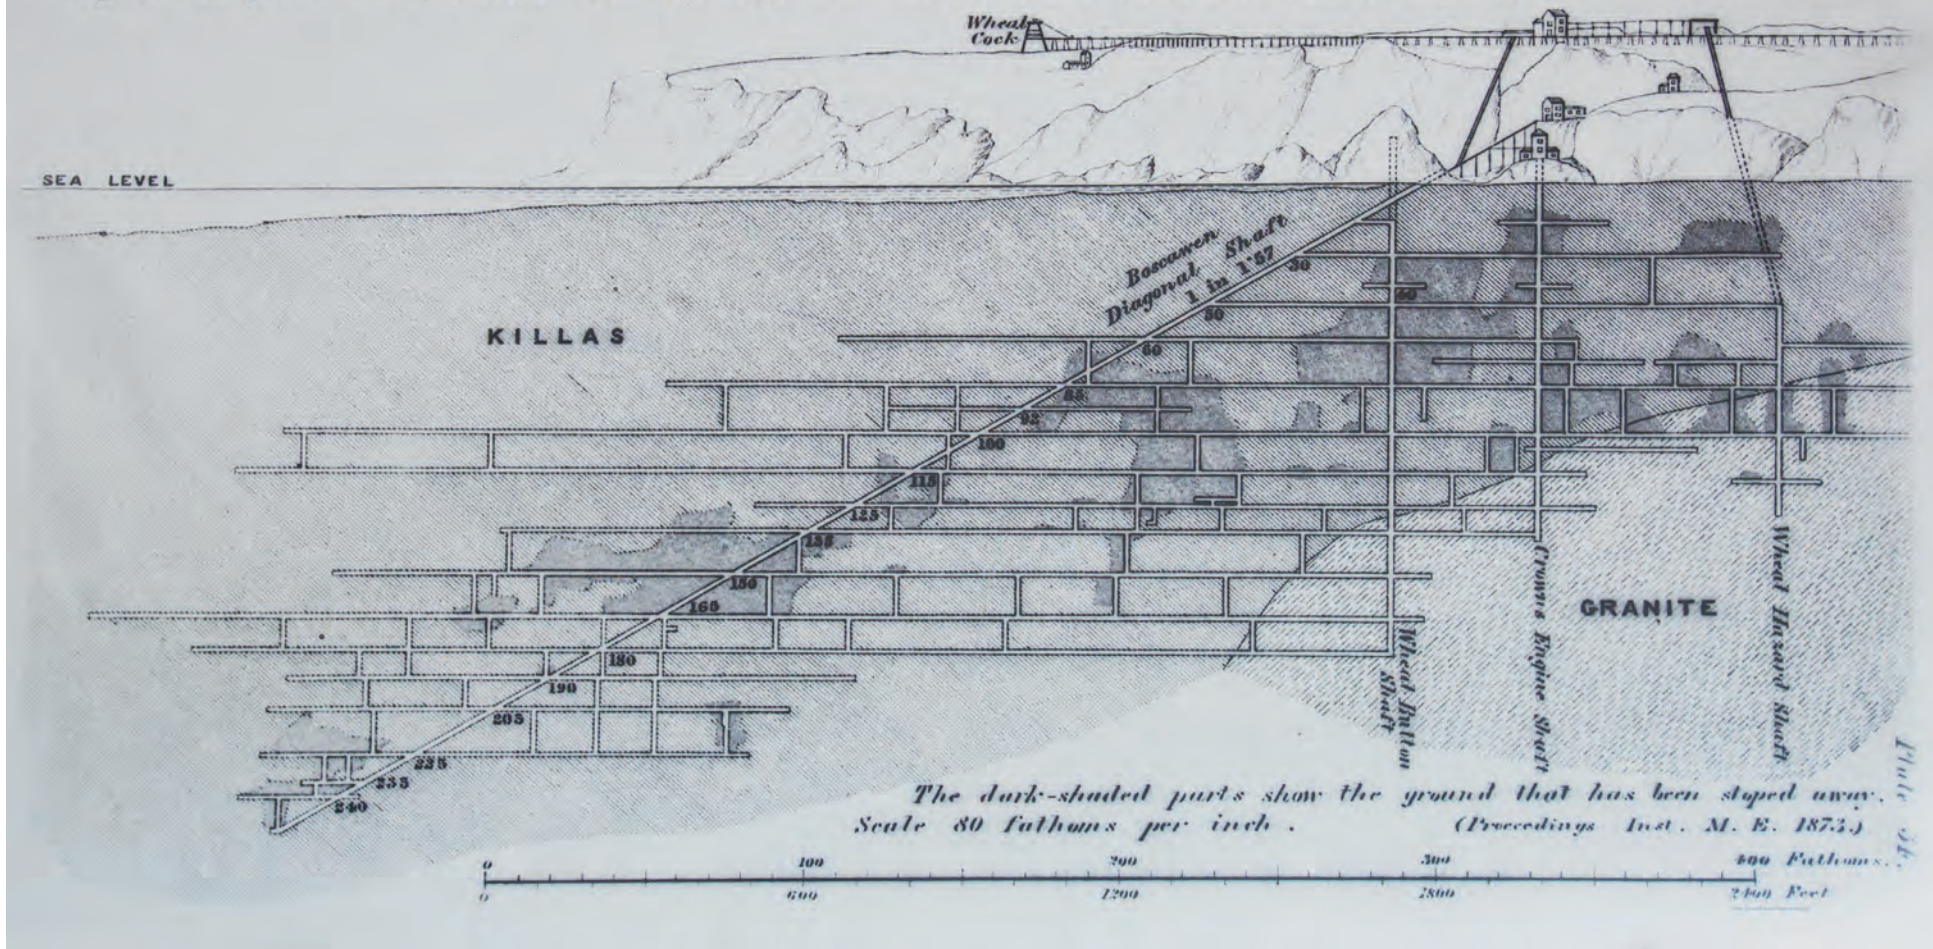 Wheal
Cock
SEA LEVEL
Boscawen
Diagonal Shaft
1 in 1'57
30
40
50
60
KILLAS
85
92
100
115
125
135
150
165
180
190
205
225
235
240
GRANITE
Wheal Button
Shaft
Crowns Engine Shaft
Wheal Hazard Shaft
The dark-shaded parts show the ground that has been stoped away.
Scale 80 fathoms per inch.
(Proceedings Inst. M. E. 1873.)
0 100 200 300 400 Fathoms.
0 600 1200 1800 2400 Feet